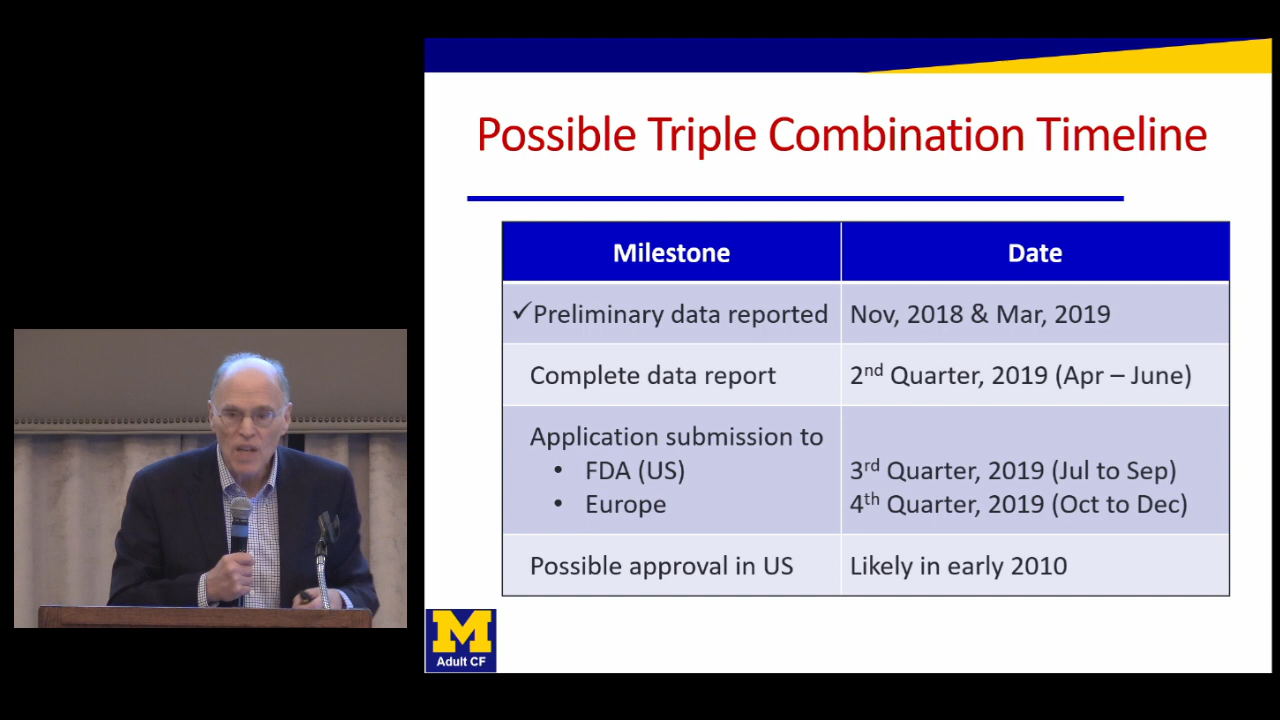 Possible Triple Combination Timeline
Milestone Date
✓Preliminary data reported Nov, 2018 & Mar, 2019
Complete data report 2nd Quarter, 2019 (Apr – June)
Application submission to
• FDA (US) 3rd Quarter, 2019 (Jul to Sep)
• Europe 4th Quarter, 2019 (Oct to Dec)
Possible approval in US Likely in early 2010
M
Adult CF